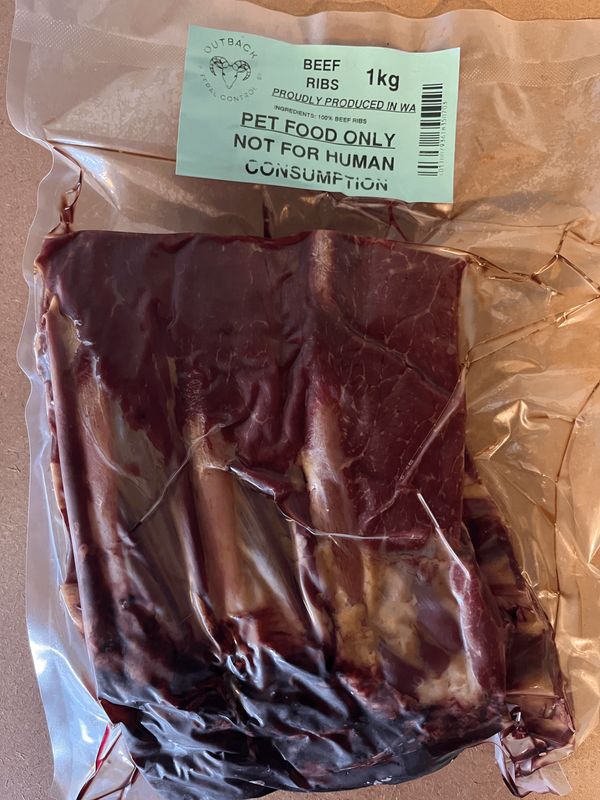 OUTBACK
FERAL CONTROL
BEEF
RIBS
1kg
PROUDLY PRODUCED IN WA
INGREDIENTS: 100% BEEF RIBS
PET FOOD ONLY
NOT FOR HUMAN
CONSUMPTION